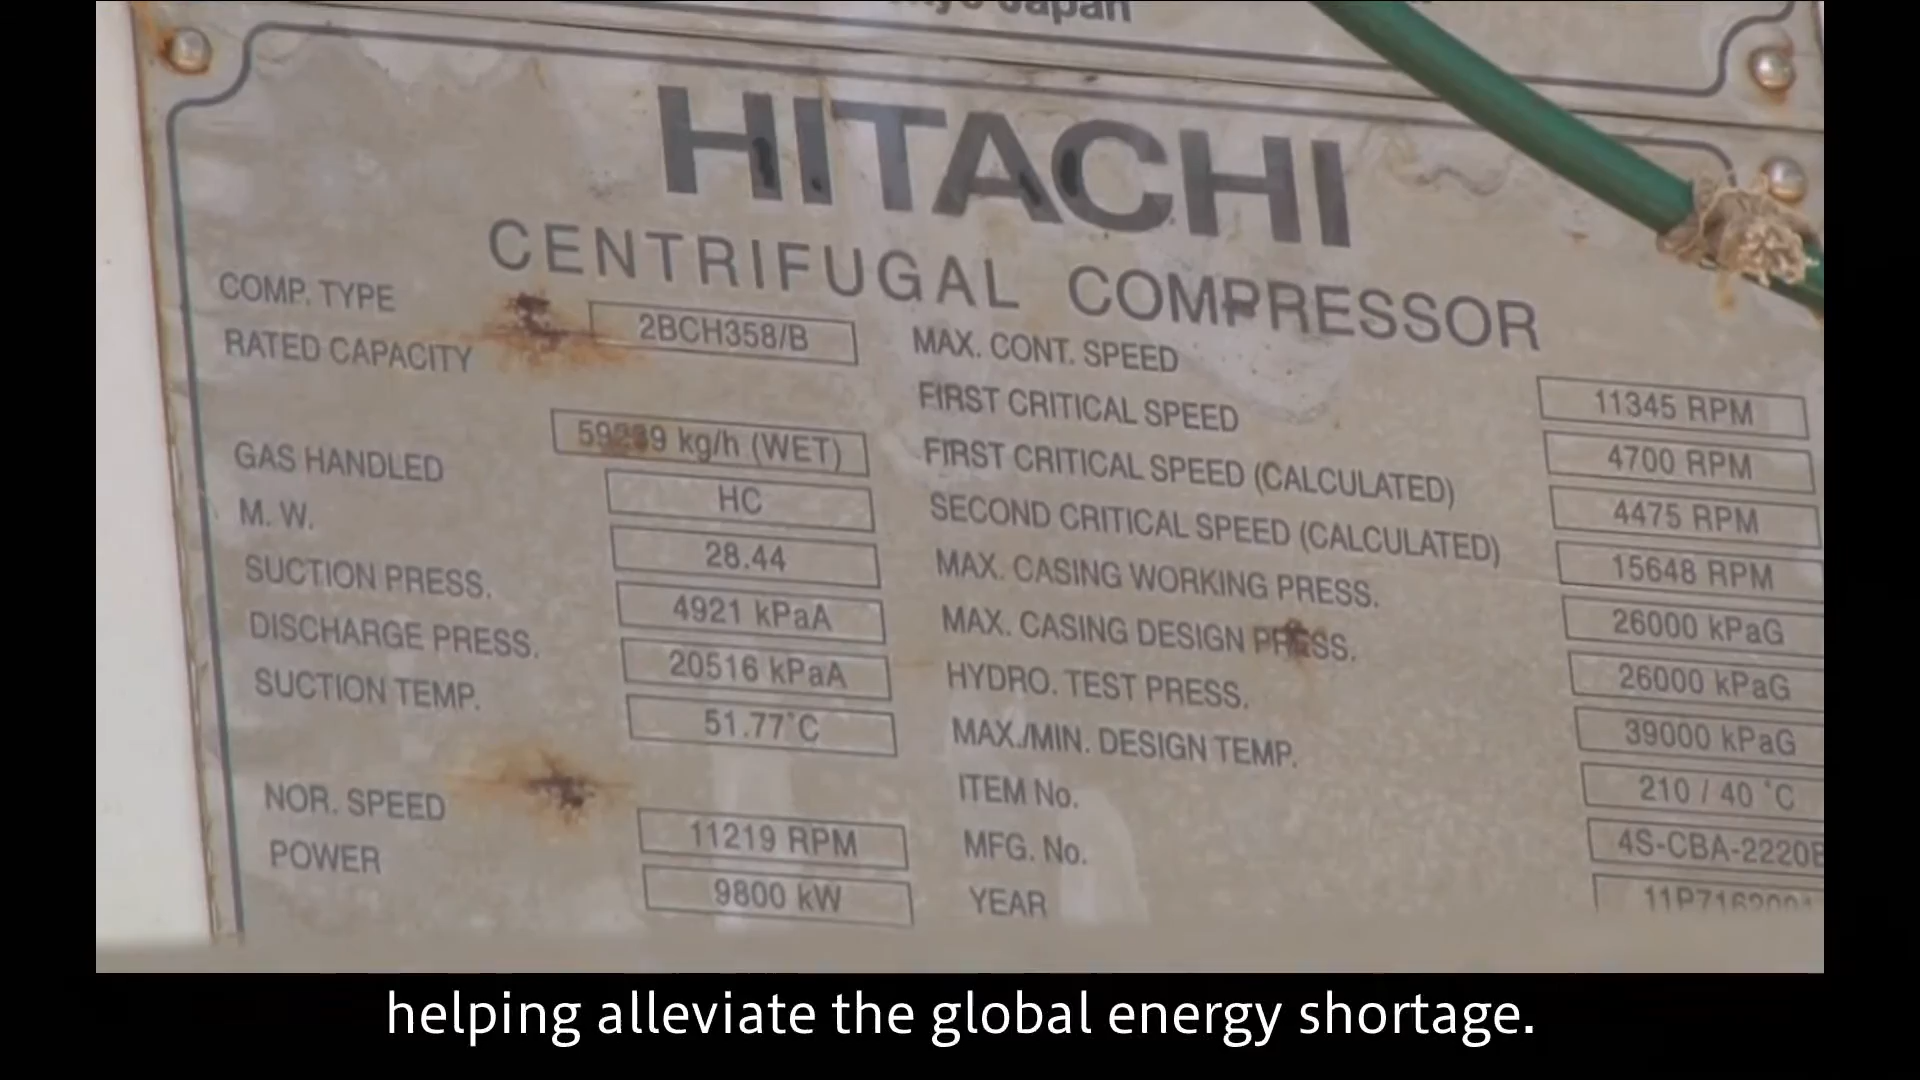 Japan
HITACHI
CENTRIFUGAL COMPRESSOR
COMP. TYPE 2BCH358/B
RATED CAPACITY kg/h (WET)
GAS HANDLED HC
M. W. 28.44
SUCTION PRESS. 4921 kPaA
DISCHARGE PRESS. 20516 kPaA
SUCTION TEMP. 51.77°C
NOR. SPEED 11219 RPM
POWER 9800 kW
MAX. CONT. SPEED 11345 RPM
FIRST CRITICAL SPEED 4700 RPM
FIRST CRITICAL SPEED (CALCULATED) 4475 RPM
SECOND CRITICAL SPEED (CALCULATED) 15648 RPM
MAX. CASING WORKING PRESS. 26000 kPaG
MAX. CASING DESIGN PRESS. 26000 kPaG
HYDRO. TEST PRESS. 39000 kPaG
MAX./MIN. DESIGN TEMP. 210 / 40 °C
ITEM No. 4S-CBA-2220B
MFG. No.
YEAR
helping alleviate the global energy shortage.